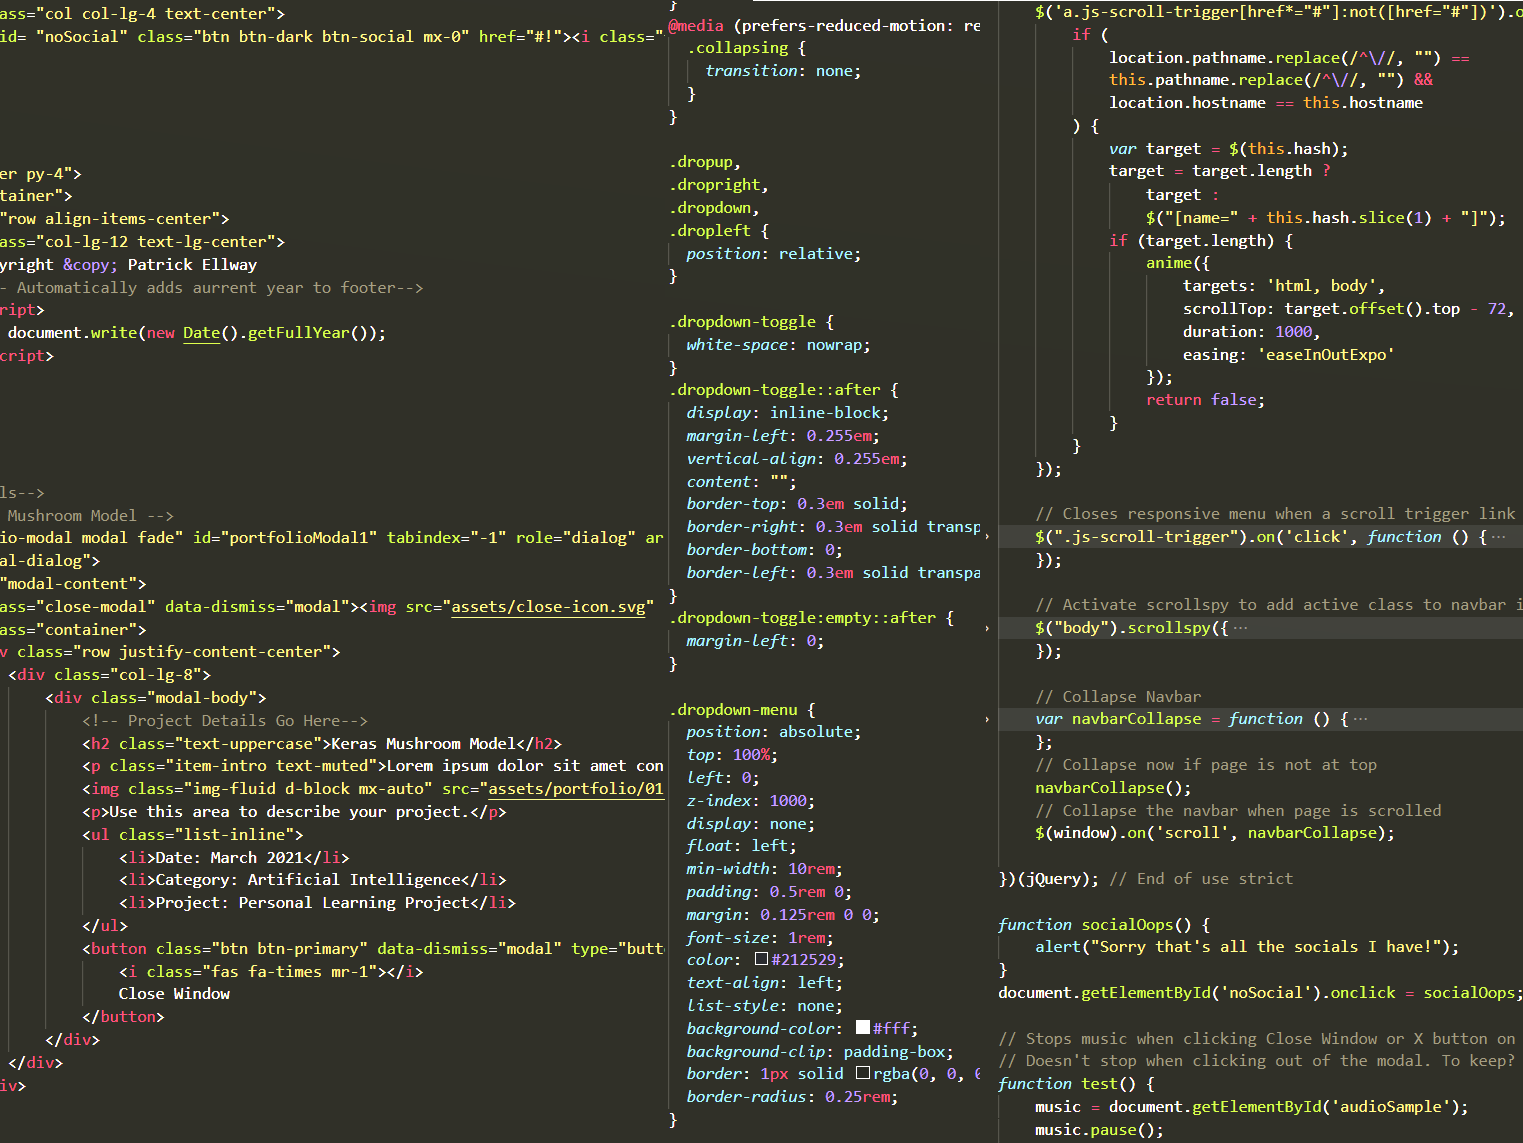 ass="col col-lg-4 text-center">
id= "noSocial" class="btn btn-dark btn-social mx-0" href="#!"><i class="
er py-4">
tainer">
"row align-items-center">
ass="col-lg-12 text-lg-center">
yright &copy; Patrick Ellway
- Automatically adds aurrent year to footer-->
ript>
document.write(new Date().getFullYear());
cript>
ls-->
Mushroom Model -->
io-modal modal fade" id="portfolioModal1" tabindex="-1" role="dialog" ar
al-dialog">
"modal-content">
ass="close-modal" data-dismiss="modal"><img src="assets/close-icon.svg"
ass="container">
v class="row justify-content-center">
<div class="col-lg-8">
<div class="modal-body">
<!-- Project Details Go Here-->
<h2 class="text-uppercase">Keras Mushroom Model</h2>
<p class="item-intro text-muted">Lorem ipsum dolor sit amet con
<img class="img-fluid d-block mx-auto" src="assets/portfolio/01
<p>Use this area to describe your project.</p>
<ul class="list-inline">
<li>Date: March 2021</li>
<li>Category: Artificial Intelligence</li>
<li>Project: Personal Learning Project</li>
</ul>
<button class="btn btn-primary" data-dismiss="modal" type="butt
<i class="fas fa-times mr-1"></i>
Close Window
</button>
</div>
</div>
iv>
}
@media (prefers-reduced-motion: re
.collapsing {
transition: none;
}
}
.dropup,
.dropright,
.dropdown,
.dropleft {
position: relative;
}
.dropdown-toggle {
white-space: nowrap;
}
.dropdown-toggle::after {
display: inline-block;
margin-left: 0.255em;
vertical-align: 0.255em;
content: "";
border-top: 0.3em solid;
border-right: 0.3em solid transp
border-bottom: 0;
border-left: 0.3em solid transpa
}
.dropdown-toggle:empty::after {
margin-left: 0;
}
.dropdown-menu {
position: absolute;
top: 100%;
left: 0;
z-index: 1000;
display: none;
float: left;
min-width: 10rem;
padding: 0.5rem 0;
margin: 0.125rem 0 0;
font-size: 1rem;
color: #212529;
text-align: left;
list-style: none;
background-color: #fff;
background-clip: padding-box;
border: 1px solid rgba(0, 0, 0
border-radius: 0.25rem;
}
$('a.js-scroll-trigger[href*="#"]:not([href="#"])').o
if (
location.pathname.replace(/^\//, "") ==
this.pathname.replace(/^\//, "") &&
location.hostname == this.hostname
) {
var target = $(this.hash);
target = target.length ?
target :
$("[name=" + this.hash.slice(1) + "]");
if (target.length) {
anime({
targets: 'html, body',
scrollTop: target.offset().top - 72,
duration: 1000,
easing: 'easeInOutExpo'
});
return false;
}
}
});
// Closes responsive menu when a scroll trigger link
$(".js-scroll-trigger").on('click', function () {···
});
// Activate scrollspy to add active class to navbar i
$("body").scrollspy({···
});
// Collapse Navbar
var navbarCollapse = function () {···
};
// Collapse now if page is not at top
navbarCollapse();
// Collapse the navbar when page is scrolled
$(window).on('scroll', navbarCollapse);
})(jQuery); // End of use strict
function socialOops() {
alert("Sorry that's all the socials I have!");
}
document.getElementById('noSocial').onclick = socialOops;
// Stops music when clicking Close Window or X button on
// Doesn't stop when clicking out of the modal. To keep?
function test() {
music = document.getElementById('audioSample');
music.pause();